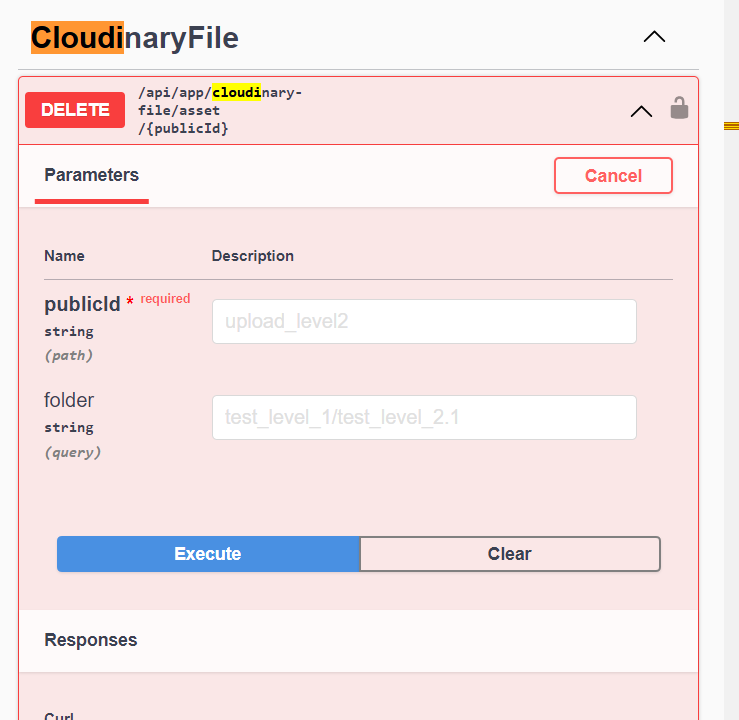 CloudinaryFile
DELETE
/api/app/cloudinary-
file/asset
/{publicId}
Parameters
Cancel
Name
Description
publicId * required
string
(path)
upload_level2
folder
string
(query)
test_level_1/test_level_2.1
Execute
Clear
Responses
Curl